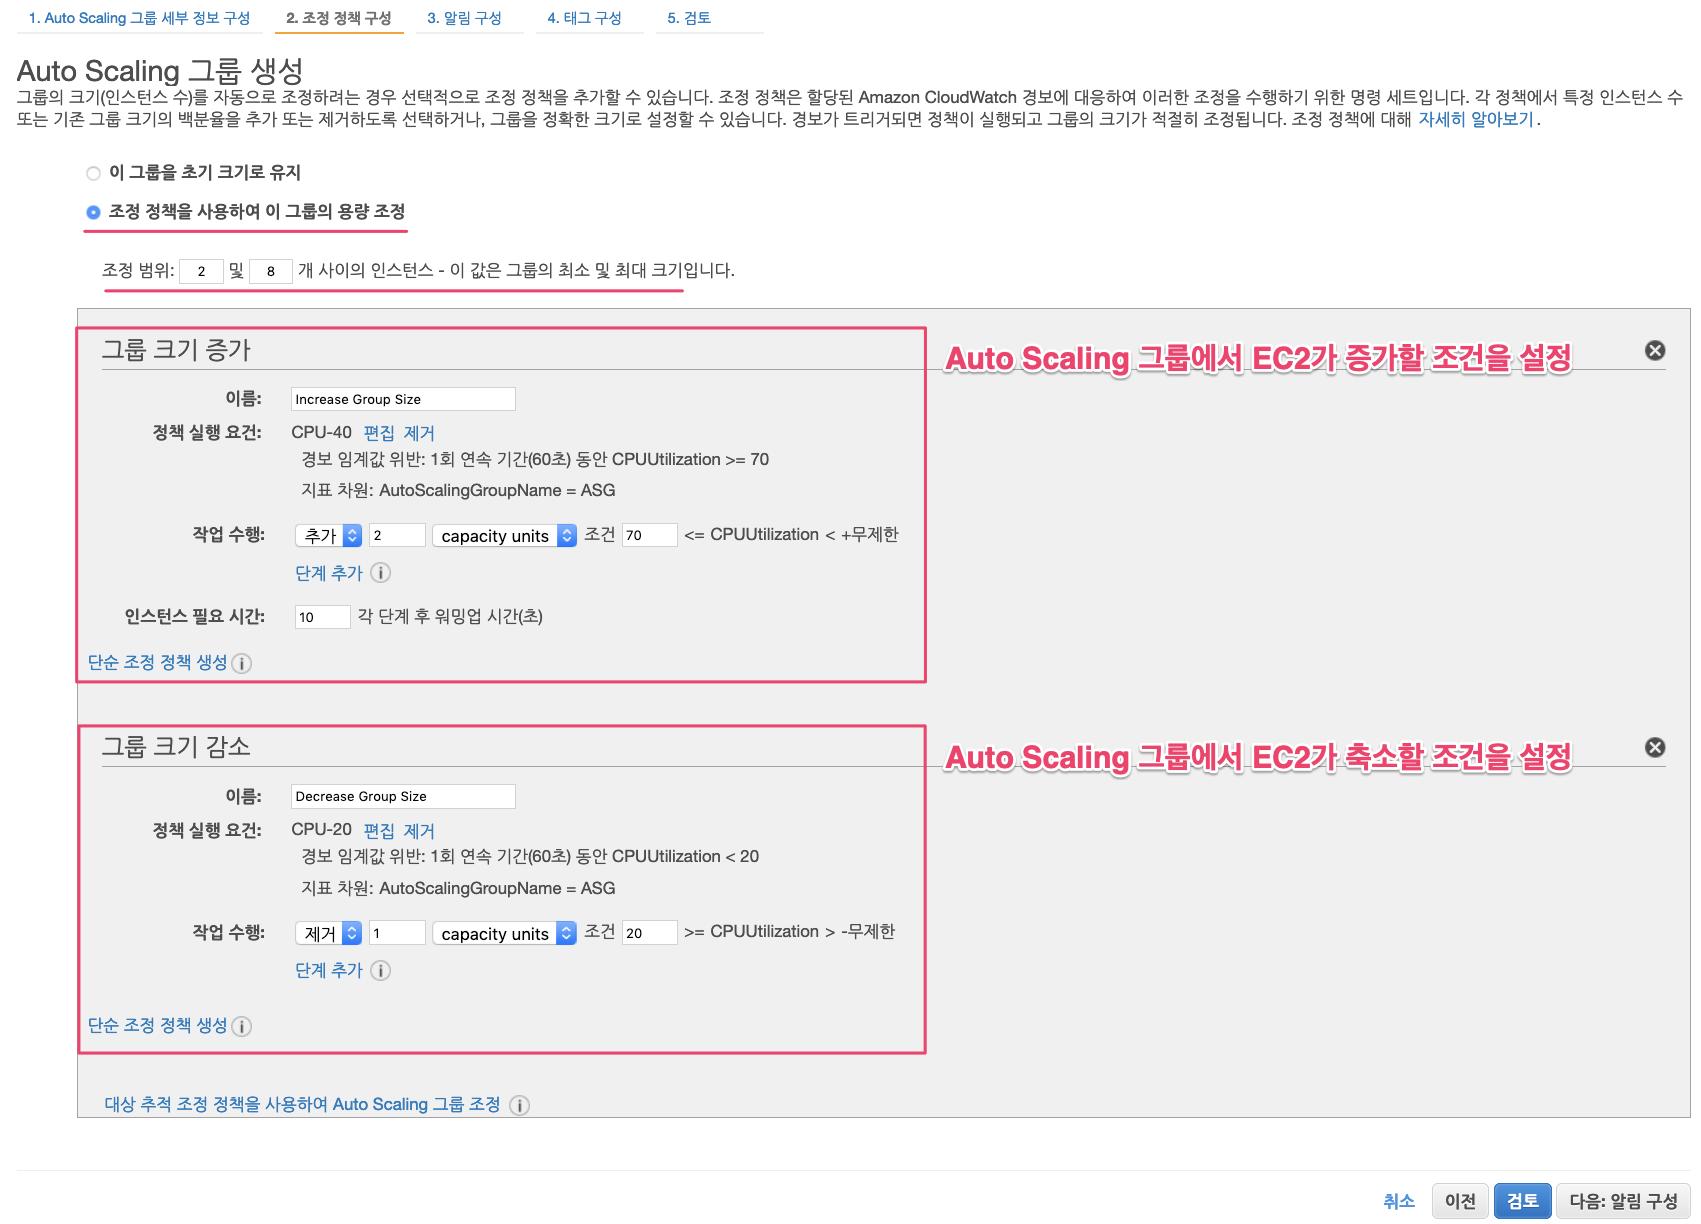 1. Auto Scaling 그룹 세부 정보 구성 2. 조정 정책 구성 3. 알림 구성 4. 태그 구성 5. 검토
Auto Scaling 그룹 생성
그룹의 크기(인스턴스 수)를 자동으로 조정하려는 경우 선택적으로 조정 정책을 추가할 수 있습니다. 조정 정책은 할당된 Amazon CloudWatch 경보에 대응하여 이러한 조정을 수행하기 위한 명령 세트입니다. 각 정책에서 특정 인스턴스 수
또는 기존 그룹 크기의 백분율을 추가 또는 제거하도록 선택하거나, 그룹을 정확한 크기로 설정할 수 있습니다. 경보가 트리거되면 정책이 실행되고 그룹의 크기가 적절히 조정됩니다. 조정 정책에 대해 자세히 알아보기.
이 그룹을 초기 크기로 유지
조정 정책을 사용하여 이 그룹의 용량 조정
조정 범위: 2 및 8 개 사이의 인스턴스 - 이 값은 그룹의 최소 및 최대 크기입니다.
그룹 크기 증가
Auto Scaling 그룹에서 EC2가 증가할 조건을 설정
이름: Increase Group Size
정책 실행 요건: CPU-40 편집 제거
경보 임계값 위반: 1회 연속 기간(60초) 동안 CPUUtilization >= 70
지표 차원: AutoScalingGroupName = ASG
작업 수행: 추가 2 capacity units 조건 70 <= CPUUtilization < +무제한
단계 추가 i
인스턴스 필요 시간: 10 각 단계 후 워밍업 시간(초)
단순 조정 정책 생성 i
그룹 크기 감소
Auto Scaling 그룹에서 EC2가 축소할 조건을 설정
이름: Decrease Group Size
정책 실행 요건: CPU-20 편집 제거
경보 임계값 위반: 1회 연속 기간(60초) 동안 CPUUtilization < 20
지표 차원: AutoScalingGroupName = ASG
작업 수행: 제거 1 capacity units 조건 20 >= CPUUtilization > -무제한
단계 추가 i
단순 조정 정책 생성 i
대상 추적 조정 정책을 사용하여 Auto Scaling 그룹 조정 i
취소 이전 검토 다음: 알림 구성